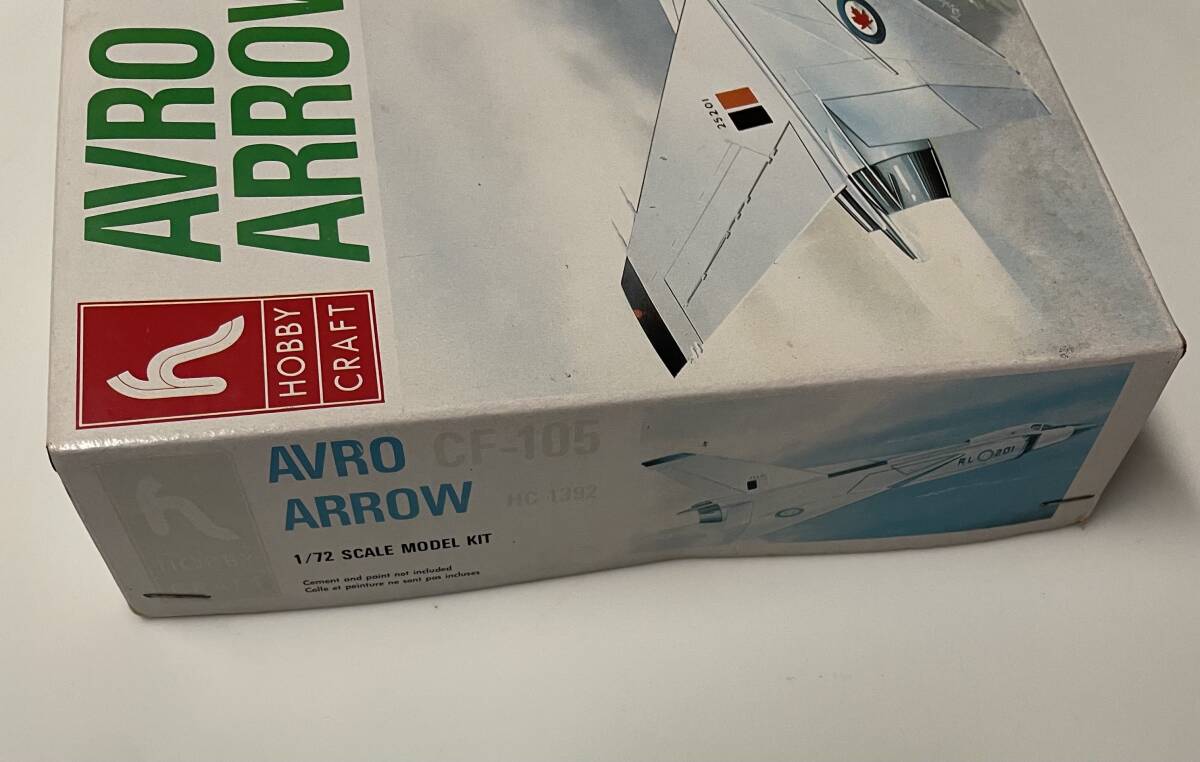 AVRO
ARROW
HOBBY
CRAFT
25201
AVRO CF-105
ARROW HC 1392
1/72 SCALE MODEL KIT
Cement and paint not included
Colle et peinture ne sont pas incluses
HOBBY
RL 201